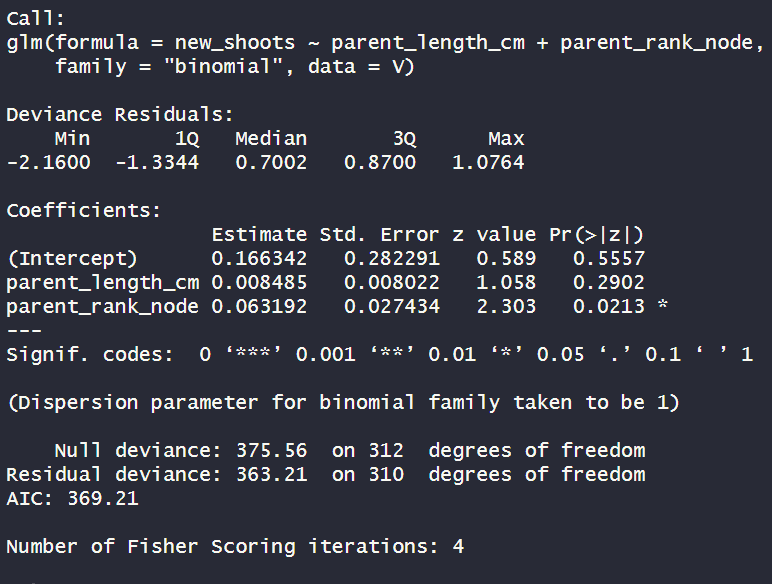 Call:
glm(formula = new_shoots ~ parent_length_cm + parent_rank_node,
    family = "binomial", data = V)
Deviance Residuals:
    Min       1Q   Median       3Q      Max
-2.1600  -1.3344   0.7002   0.8700   1.0764
Coefficients:
                 Estimate Std. Error z value Pr(>|z|)
(Intercept)      0.166342   0.282291   0.589   0.5557
parent_length_cm 0.008485   0.008022   1.058   0.2902
parent_rank_node 0.063192   0.027434   2.303   0.0213 *
---
Signif. codes:  0 ‘***’ 0.001 ‘**’ 0.01 ‘*’ 0.05 ‘.’ 0.1 ‘ ’ 1
(Dispersion parameter for binomial family taken to be 1)
    Null deviance: 375.56  on 312  degrees of freedom
Residual deviance: 363.21  on 310  degrees of freedom
AIC: 369.21
Number of Fisher Scoring iterations: 4